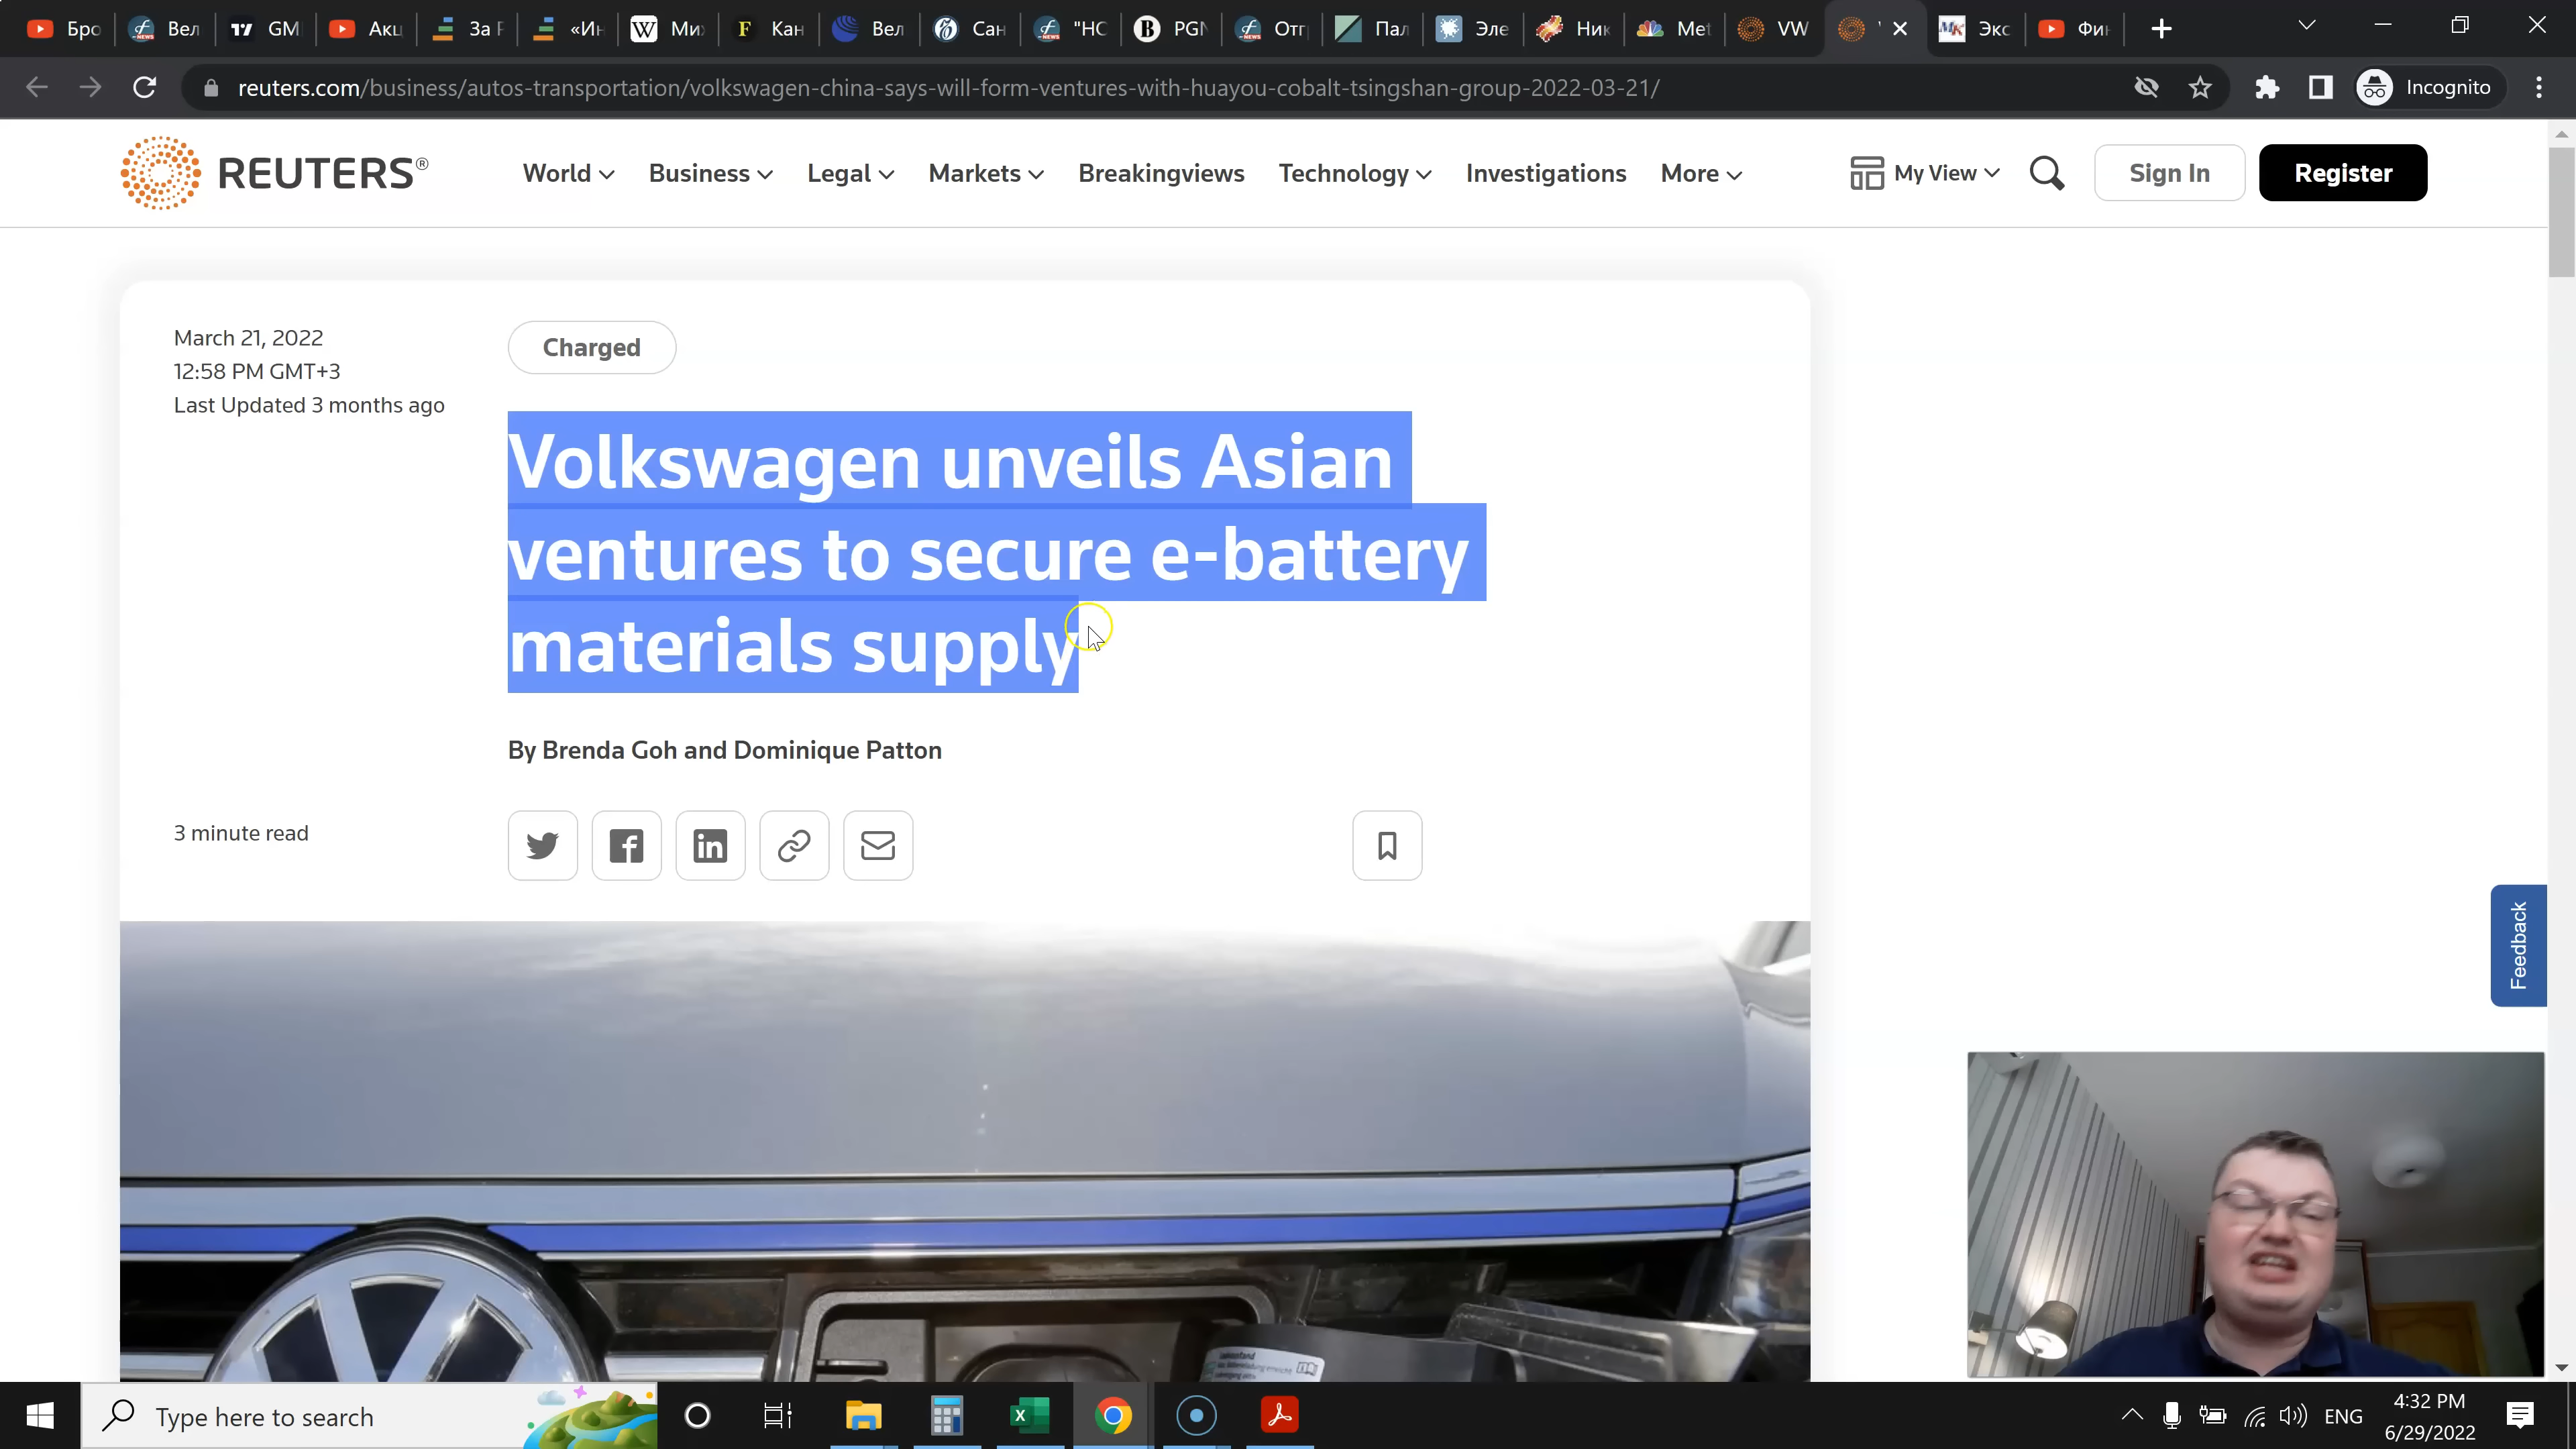 Бро
Вел
GM
Акц
За Р
«Ин
W Ми
F Кан
Вел
Сан
"НО
B PGN
Отг
Пал
Эле
Ник
Met
VW
МК Экс
Фин
reuters.com/business/autos-transportation/volkswagen-china-says-will-form-ventures-with-huayou-cobalt-tsingshan-group-2022-03-21/
Incognito
REUTERS®
World
Business
Legal
Markets
Breakingviews
Technology
Investigations
More
My View
Sign In
Register
March 21, 2022
12:58 PM GMT+3
Last Updated 3 months ago
Charged
Volkswagen unveils Asian
ventures to secure e-battery
materials supply
By Brenda Goh and Dominique Patton
3 minute read
Feedback
Type here to search
ENG
4:32 PM
6/29/2022